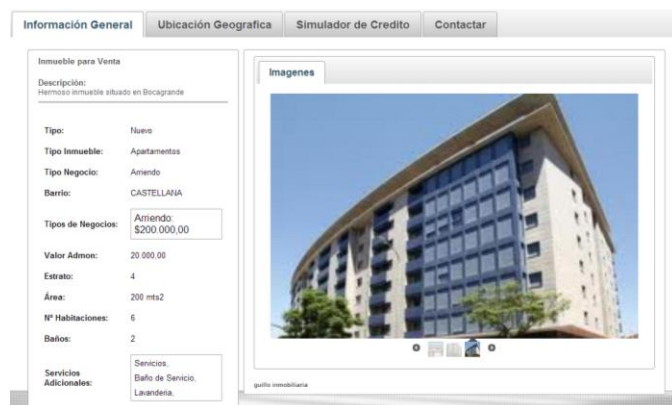 Información General
Ubicación Geografica
Simulador de Credito
Contactar
Inmueble para Venta
Descripción:
Hermoso inmueble situado en Bocagrande
Tipo: Nuevo
Tipo Inmueble: Apartamentos
Tipo Negocio: Arriendo
Barrio: CASTELLANA
Tipos de Negocios: Arriendo:
$200.000,00
Valor Admon: 20.000,00
Estrato: 4
Área: 200 mts2
Nº Habitaciones: 6
Baños: 2
Servicios Adicionales: Servicios,
Baño de Servicio,
Lavanderia,
Imagenes
guillo inmobiliaria